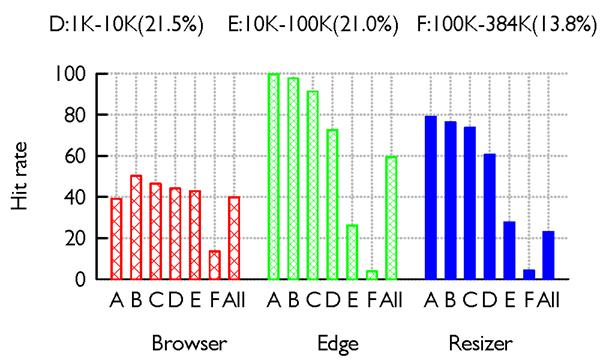 D:1K-10K(21.5%) E:10K-100K(21.0%) F:100K-384K(13.8%)
100
80
60
40
20
0
Hit rate
A B C D E F All A B C D E F All A B C D E F All
Browser Edge Resizer